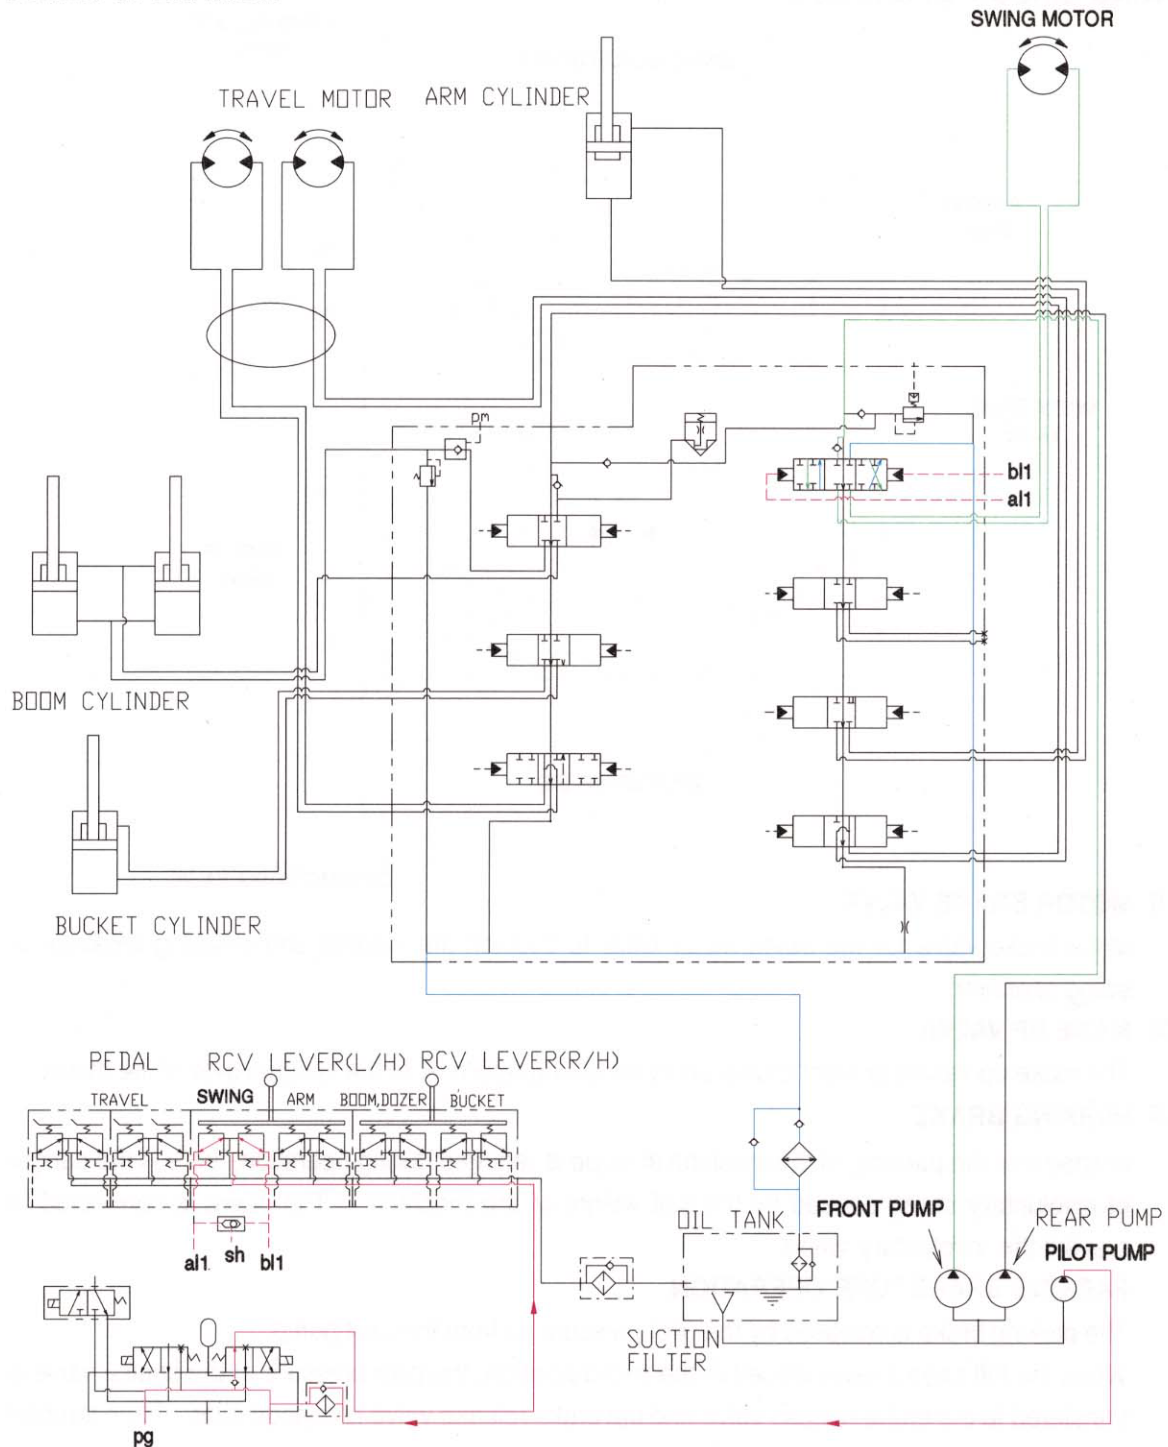 SWING MOTOR
TRAVEL MOTOR
ARM CYLINDER
pm
bl1
al1
BOOM CYLINDER
BUCKET CYLINDER
PEDAL
RCV LEVER(L/H)
RCV LEVER(R/H)
TRAVEL
SWING
ARM
BOOM,DOZER
BUCKET
al1
sh
bl1
OIL TANK
FRONT PUMP
REAR PUMP
PILOT PUMP
SUCTION
FILTER
pg